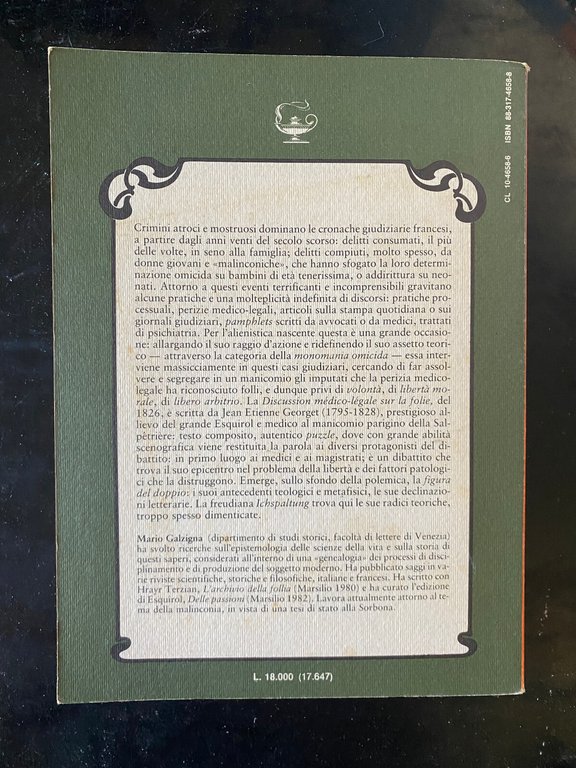 CL 10-4658-6 ISBN 88-317-4658-8
Crimini atroci e mostruosi dominano le cronache giudiziarie francesi,
a partire dagli anni venti del secolo scorso: delitti consumati, il più
delle volte, in seno alla famiglia; delitti compiuti, molto spesso, da
donne giovani e «malinconiche», che hanno sfogato la loro determi-
nazione omicida su bambini di età tenerissima, o addirittura su neo-
nati. Attorno a questi eventi terrificanti e incomprensibili gravitano
alcune pratiche e una molteplicità indefinita di discorsi: pratiche pro-
cessuali, perizie medico-legali, articoli sulla stampa quotidiana o sui
giornali giudiziari, pamphlets scritti da avvocati o da medici, trattati
di psichiatria. Per l'alienistica nascente questa è una grande occasio-
ne: allargando il suo raggio d'azione e ridefinendo il suo assetto teori-
co — attraverso la categoria della monomania omicida — essa inter-
viene massicciamente in questi casi giudiziari, cercando di far assol-
vere e segregare in un manicomio gli imputati che la perizia medico-
legale ha riconosciuto folli, e dunque privi di volontà, di libertà mo-
rale, di libero arbitrio. La Discussion médico-légale sur la folie, del
1826, è scritta da Jean Etienne Georget (1795-1828), prestigioso al-
lievo del grande Esquirol e medico al manicomio parigino della Sal-
pètrière: testo composito, autentico puzzle, dove con grande abilità
scenografica viene restituita la parola ai diversi protagonisti del di-
battito: in primo luogo ai medici e ai magistrati; è un dibattito che
trova il suo epicentro nel problema della libertà e dei fattori patologi-
ci che la distruggono. Emerge, sullo sfondo della polemica, la figura
del doppio: i suoi antecedenti teologici e metafisici, le sue declinazio-
ni letterarie. La freudiana Ichspaltung trova qui le sue radici teoriche,
troppo spesso dimenticate.
Mario Galzigna (dipartimento di studi storici, facoltà di lettere di Venezia)
ha svolto ricerche sull'epistemologia delle scienze della vita e sulla storia di
questi saperi, considerati all'interno di una «genealogia» dei processi di disci-
plinamento e di produzione del soggetto moderno. Ha pubblicato saggi in va-
rie riviste scientifiche, storiche e filosofiche, italiane e francesi. Ha scritto con
Hrayr Terzian, L'archivio della follia (Marsilio 1980) e ha curato l'edizione
di Esquirol, Delle passioni (Marsilio 1982). Lavora attualmente attorno al te-
ma della malinconia, in vista di una tesi di stato alla Sorbona.
L. 18.000 (17.647)